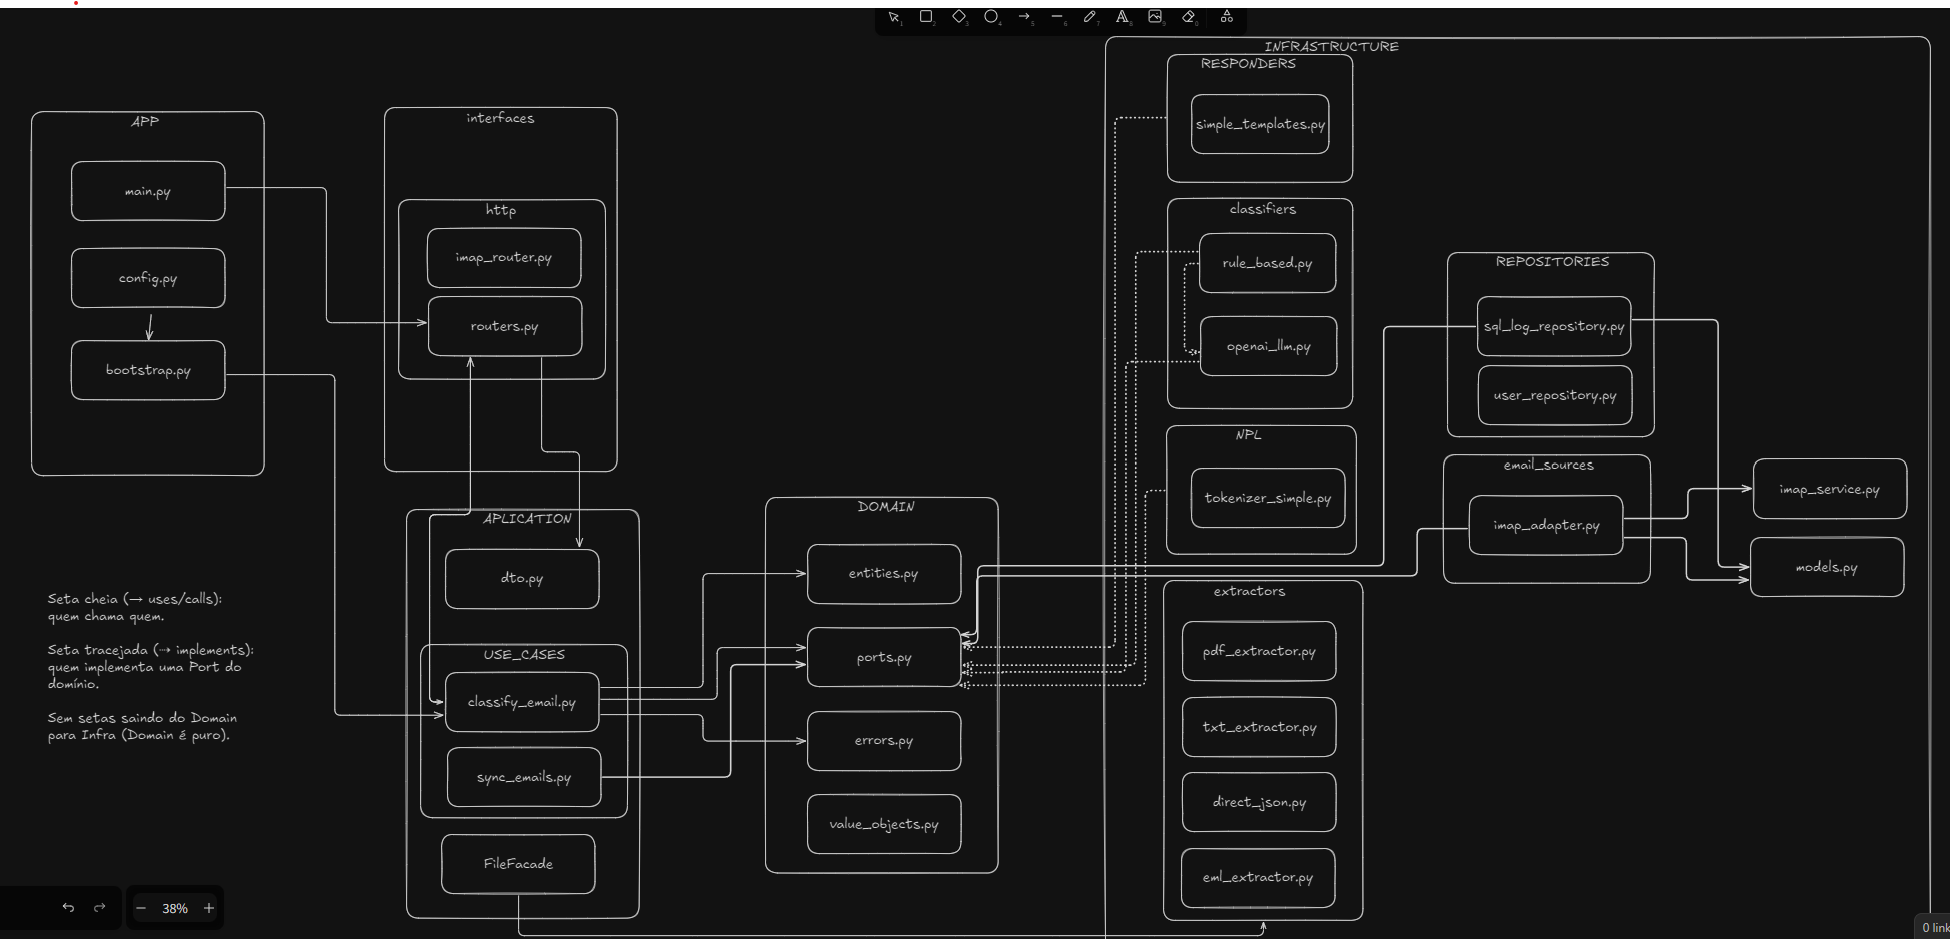 INFRASTRUCTURE
RESPONDERS
simple_templates.py
APP
main.py
config.py
bootstrap.py
interfaces
http
imap_router.py
routers.py
classifiers
rule_based.py
openai_llm.py
REPOSITORIES
sql_log_repository.py
user_repository.py
NPL
tokenizer_simple.py
email_sources
imap_adapter.py
imap_service.py
models.py
APLICATION
dto.py
USE_CASES
classify_email.py
sync_emails.py
FileFacade
DOMAIN
entities.py
ports.py
errors.py
value_objects.py
extractors
pdf_extractor.py
txt_extractor.py
direct_json.py
eml_extractor.py
Seta cheia (→ uses/calls):
quem chama quem.
Seta tracejada (⇢ implements):
quem implementa uma Port do
domínio.
Sem setas saindo do Domain
para Infra (Domain é puro).
38%
0 link